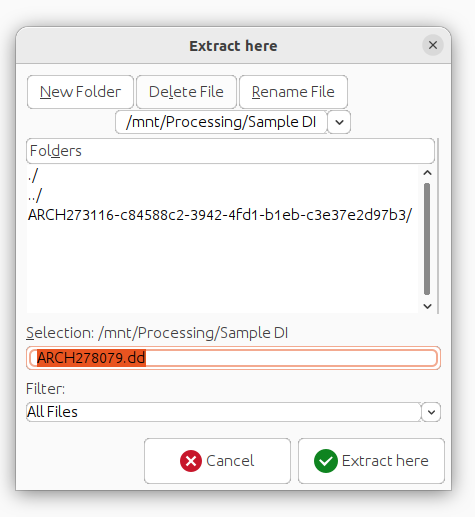 Extract here
New Folder Delete File Rename File
/mnt/Processing/Sample DI
Folders
./
../
ARCH273116-c84588c2-3942-4fd1-b1eb-c3e37e2d97b3/
Selection: /mnt/Processing/Sample DI
ARCH278079.dd
Filter:
All Files
Cancel Extract here